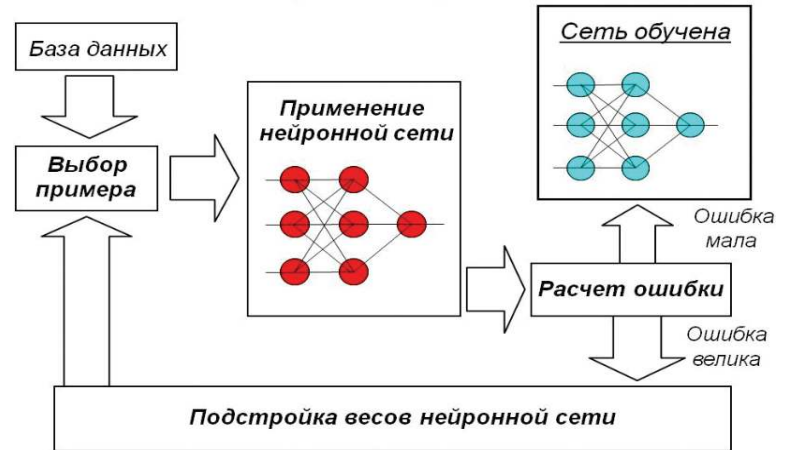 База данных
Выбор
примера
Применение
нейронной сети
Сеть обучена
Ошибка
мала
Расчет ошибки
Ошибка
велика
Подстройка весов нейронной сети